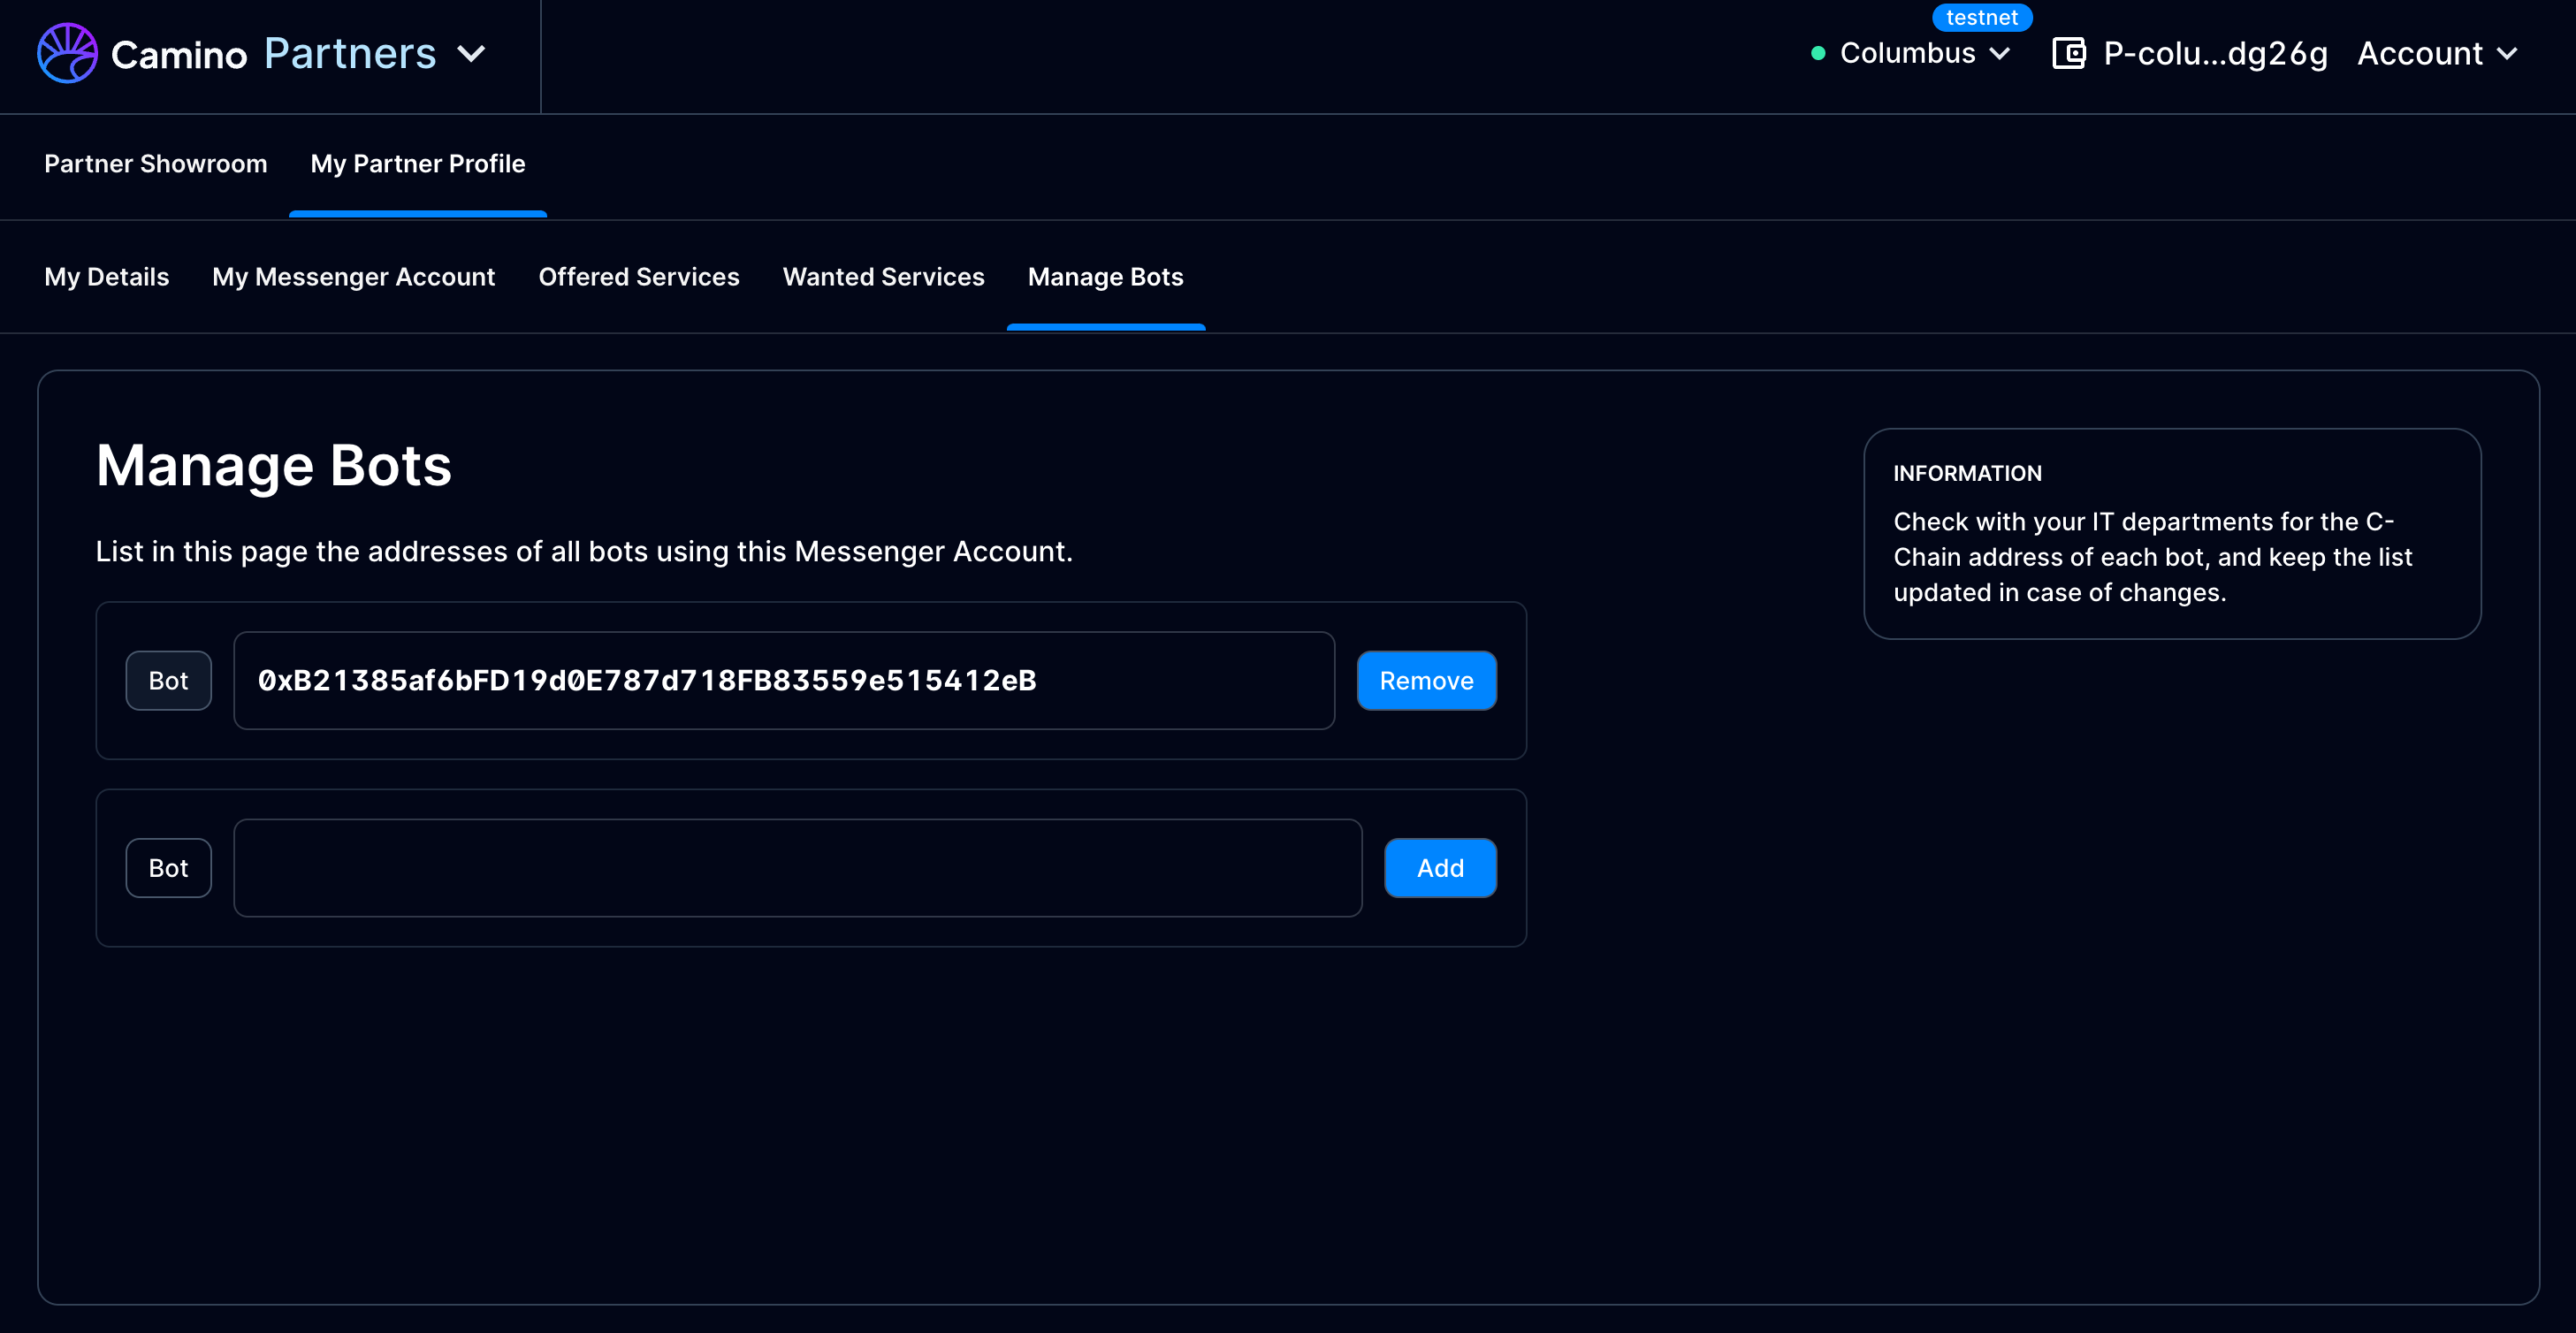 Camino Partners
testnet
Columbus P-colu...dg26g Account
Partner Showroom My Partner Profile
My Details My Messenger Account Offered Services Wanted Services Manage Bots
Manage Bots
List in this page the addresses of all bots using this Messenger Account.
Bot 0xB21385af6bFD19d0E787d718FB83559e515412eB Remove
Bot Add
INFORMATION
Check with your IT departments for the C-
Chain address of each bot, and keep the list
updated in case of changes.